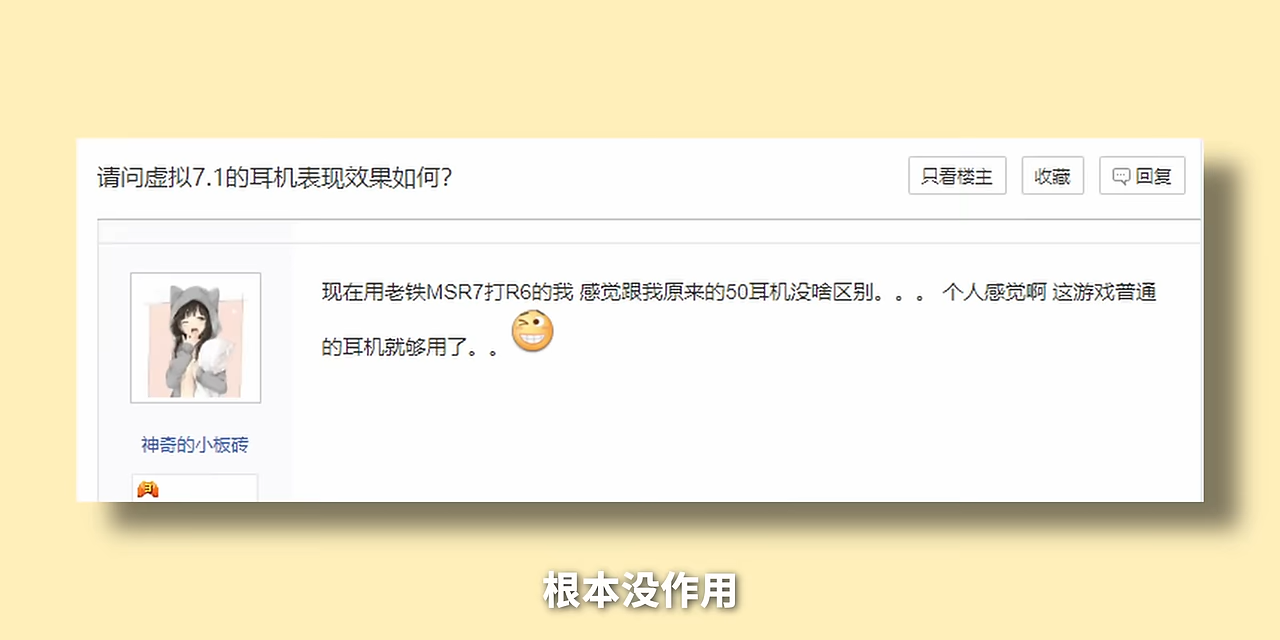 请问虚拟7.1的耳机表现效果如何?
只看楼主
收藏
回复
现在用老铁MSR7打R6的我 感觉跟我原来的50耳机没啥区别。。。 个人感觉啊 这游戏普通
的耳机就够用了。。
神奇的小板砖
根本没作用